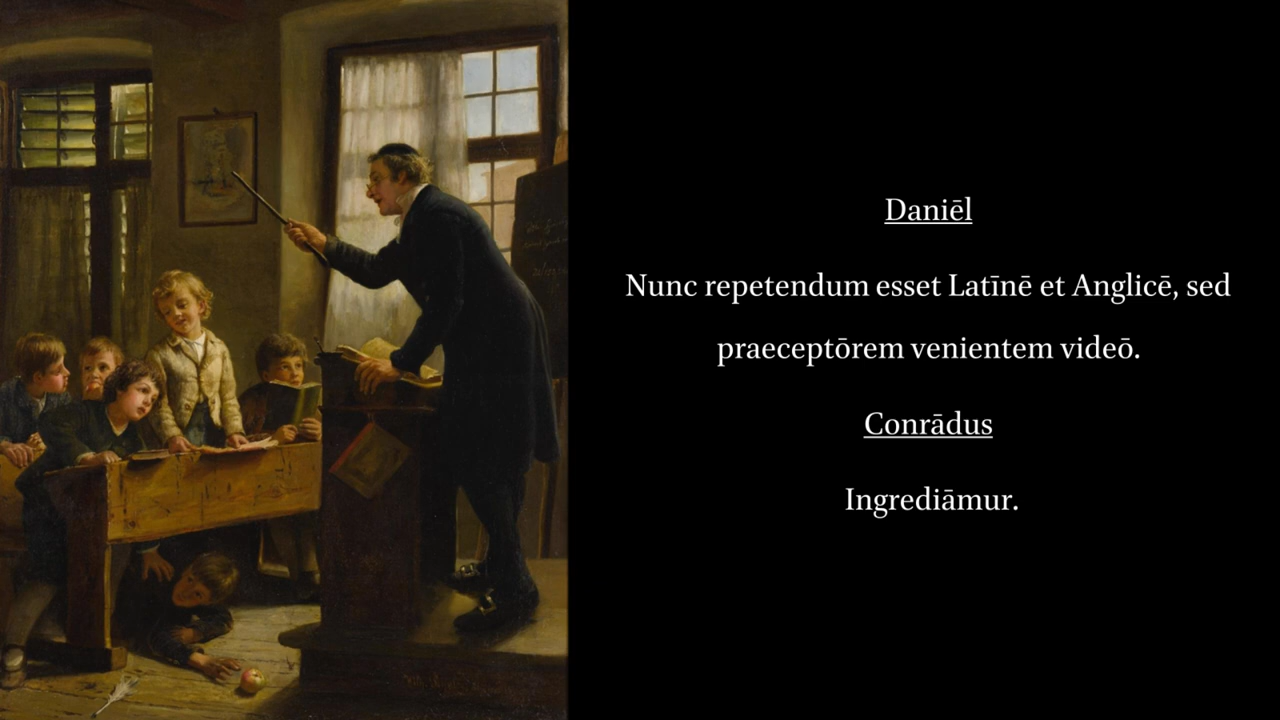 Daniēl
Nunc repetendum esset Latīnē et Anglicē, sed
praeceptōrem venientem videō.
Conrādus
Ingrediāmur.